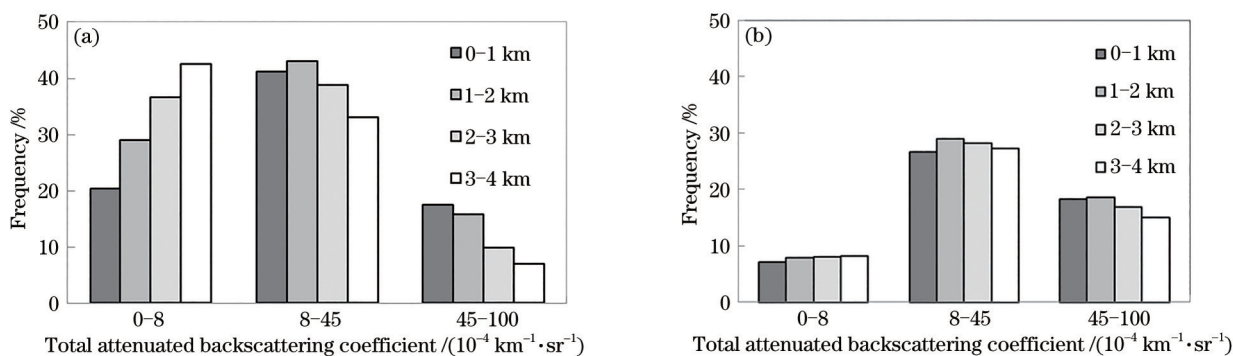 (a)
50
40
30
20
10
0
Frequency /%
0-1 km
1-2 km
2-3 km
3-4 km
0-8 8-45 45-100
Total attenuated backscattering coefficient /(10⁻⁴ km⁻¹·sr⁻¹)
(b)
50
40
30
20
10
0
Frequency /%
0-1 km
1-2 km
2-3 km
3-4 km
0-8 8-45 45-100
Total attenuated backscattering coefficient /(10⁻⁴ km⁻¹·sr⁻¹)